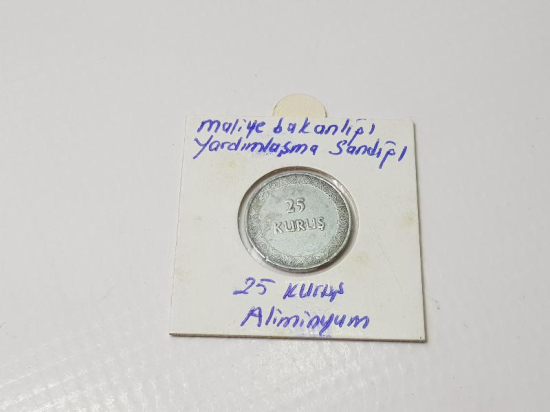 maliye bakanlığı
Yardımlaşma Sandığı
25
KURUŞ
25 kuruş
Aliminyum